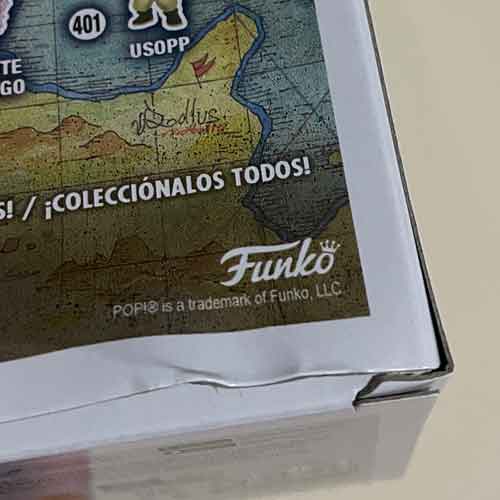 401
USOPP
TE
GO
S! / ¡COLECCIÓNALOS TODOS!
Funko
POP!® is a trademark of Funko, LLC